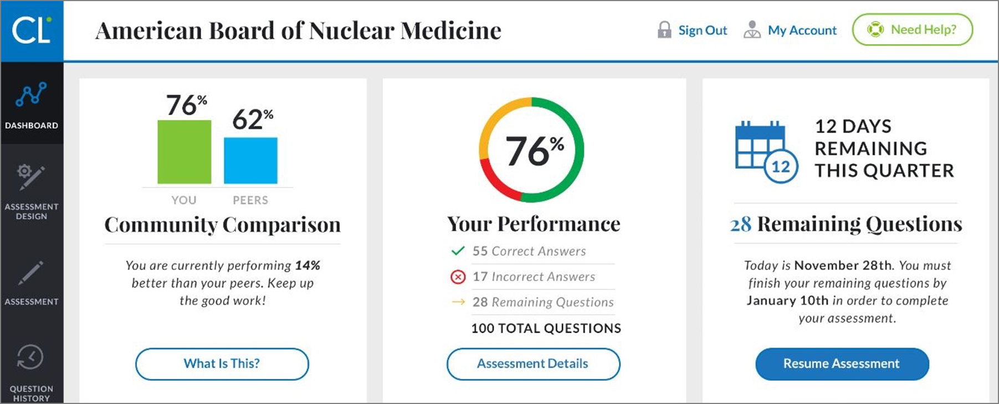 CL
American Board of Nuclear Medicine
Sign Out
My Account
Need Help?
DASHBOARD
ASSESSMENT
DESIGN
ASSESSMENT
QUESTION
HISTORY
76%
62%
YOU
PEERS
Community Comparison
You are currently performing 14%
better than your peers. Keep up
the good work!
What Is This?
76%
Your Performance
55 Correct Answers
17 Incorrect Answers
28 Remaining Questions
100 TOTAL QUESTIONS
Assessment Details
12
12 DAYS
REMAINING
THIS QUARTER
28 Remaining Questions
Today is November 28th. You must
finish your remaining questions by
January 10th in order to complete
your assessment.
Resume Assessment